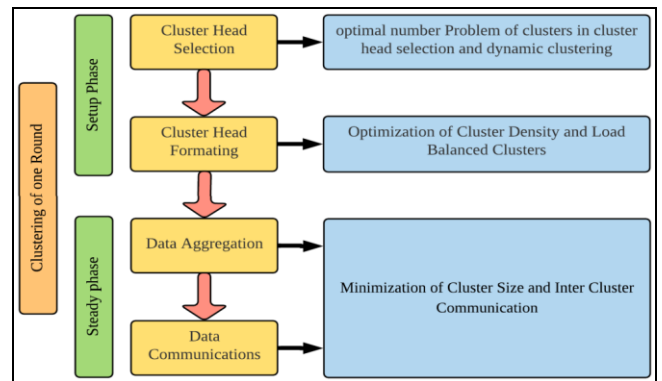 Clustering of one Round
Setup Phase
Cluster Head
Selection
optimal number Problem of clusters in cluster
head selection and dynamic clustering
Cluster Head
Formating
Optimization of Cluster Density and Load
Balanced Clusters
Steady phase
Data Aggregation
Minimization of Cluster Size and Inter Cluster
Communication
Data
Communications